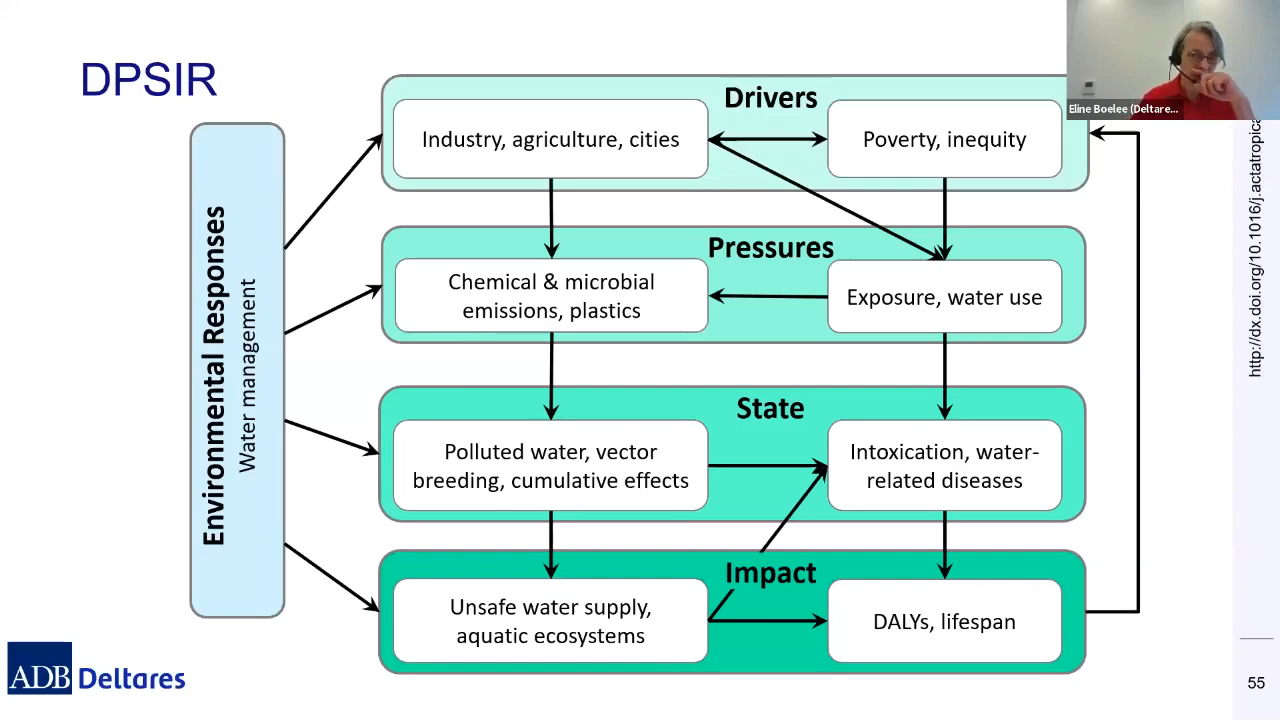 DPSIR
Eline Boelee (Deltare...
Drivers
Industry, agriculture, cities
Poverty, inequity
Pressures
Chemical & microbial
emissions, plastics
Exposure, water use
State
Polluted water, vector
breeding, cumulative effects
Intoxication, water-
related diseases
Impact
Unsafe water supply,
aquatic ecosystems
DALYs, lifespan
Environmental Responses
Water management
http://dx.doi.org/10.1016/j.actatropica
ADB Deltares
55